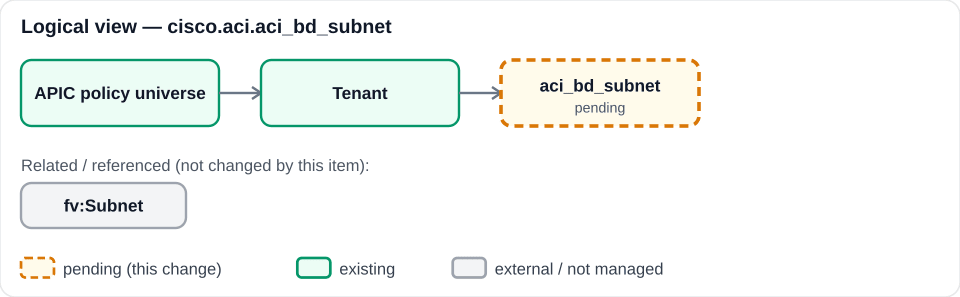 Logical view — cisco.aci.aci_bd_subnet
APIC policy universe
Tenant
aci_bd_subnet
pending
Related / referenced (not changed by this item):
fv:Subnet
pending (this change)
existing
external / not managed